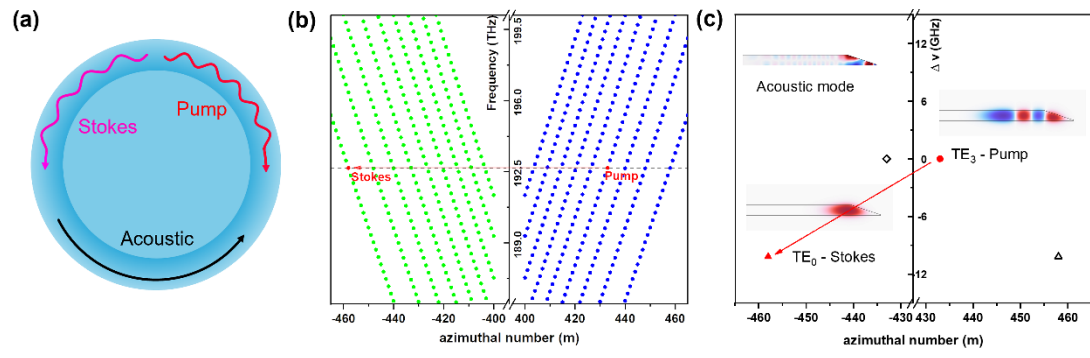 (a)
Stokes
Pump
Acoustic
(b)
Frequency (THz)
199.5
196.0
192.5
189.0
Stokes
Pump
-460 -440 -420 -400 400 420 440 460
azimuthal number (m)
(c)
Δ ν (GHz)
12
6
0
-6
-12
Acoustic mode
TE3 - Pump
TE0 - Stokes
-460 -450 -440 -430 430 440 450 460
azimuthal number (m)